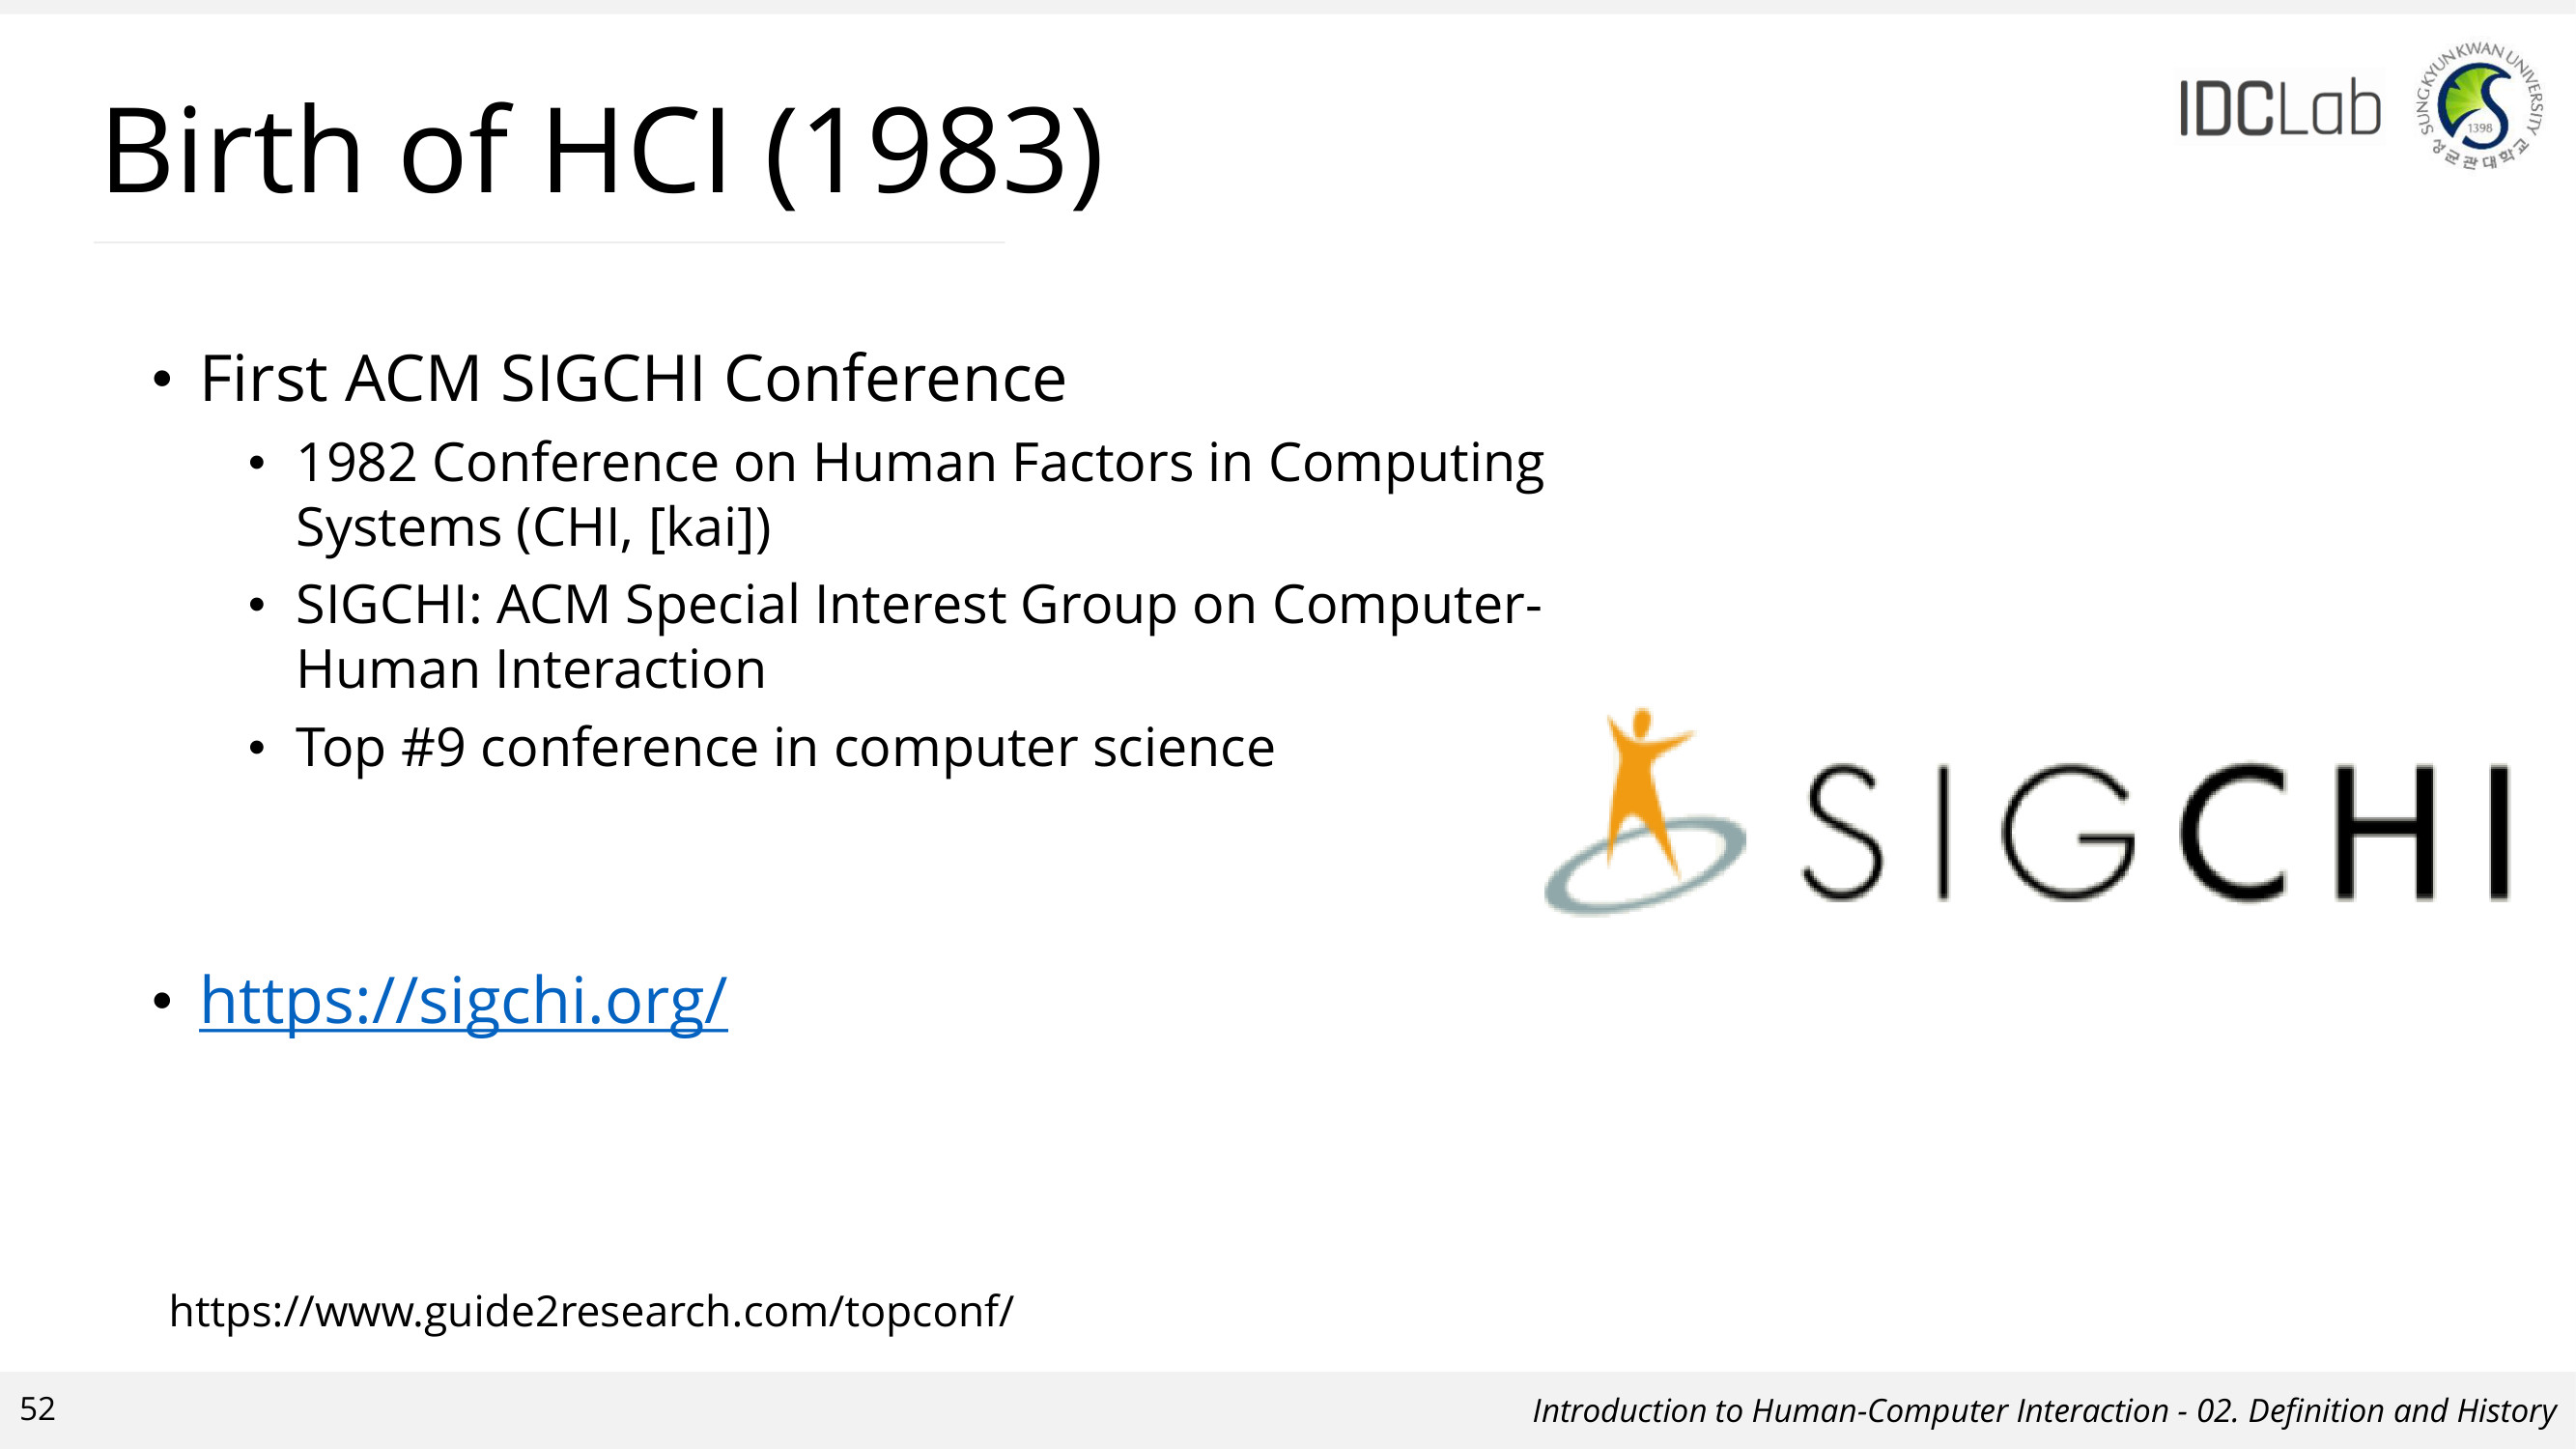 Birth of HCI (1983)
IDCLab
SUNGKYUNKWAN UNIVERSITY
1398
성균관대학교
• First ACM SIGCHI Conference
• 1982 Conference on Human Factors in Computing
Systems (CHI, [kai])
• SIGCHI: ACM Special Interest Group on Computer-
Human Interaction
• Top #9 conference in computer science
SIGCHI
• https://sigchi.org/
https://www.guide2research.com/topconf/
52
Introduction to Human-Computer Interaction - 02. Definition and History